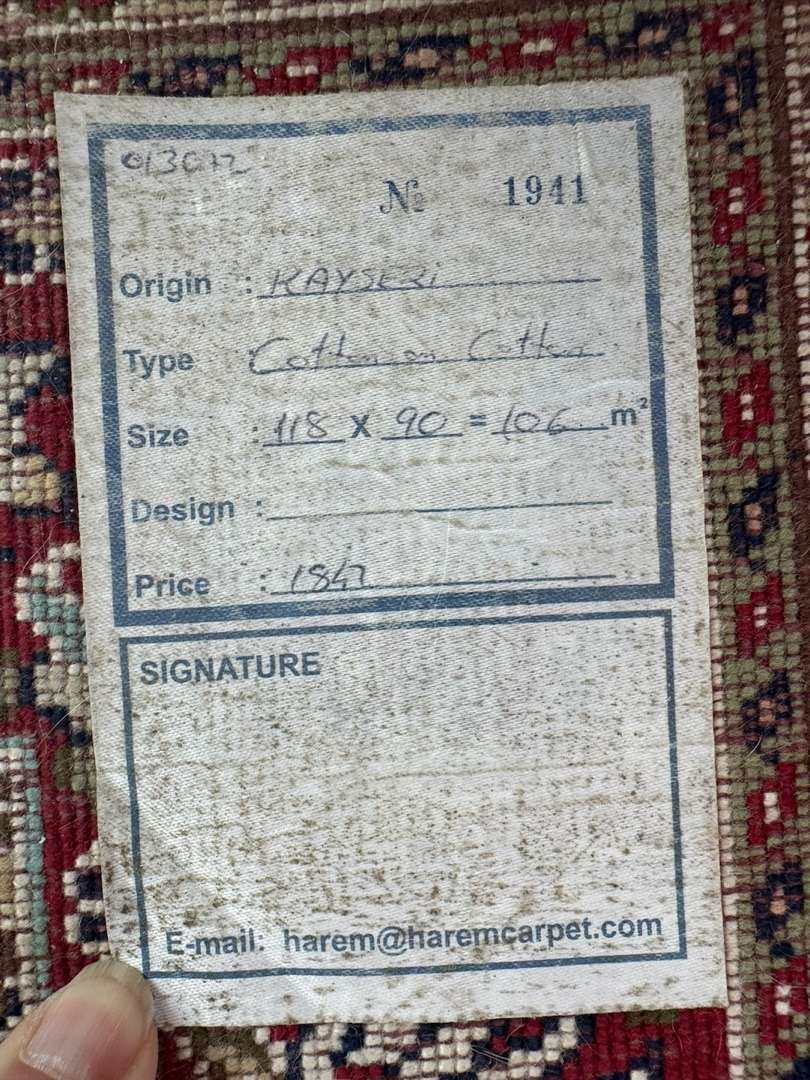 № 1941
Origin : KAYSERi
Type : Cotton on Cotton
Size : 118 x 90 = 106 m²
Design :
Price : 1847
SIGNATURE
E-mail: harem@haremcarpet.com